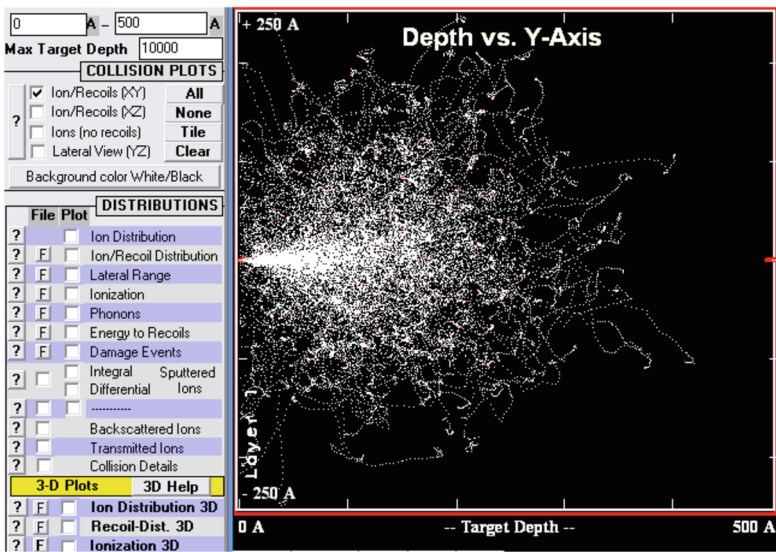 0 A - 500 A
Max Target Depth 10000
COLLISION PLOTS
Ion/Recoils (XY) All
? Ion/Recoils (XZ) None
Ions (no recoils) Tile
Lateral View (YZ) Clear
Background color White/Black
DISTRIBUTIONS
File Plot
? Ion Distribution
? F Ion/Recoil Distribution
? F Lateral Range
? F Ionization
? F Phonons
? F Energy to Recoils
? F Damage Events
? Integral Sputtered
Differential Ions
? -----------
? Backscattered Ions
? Transmitted Ions
? Collision Details
3-D Plots 3D Help
? F Ion Distribution 3D
? F Recoil-Dist. 3D
? F Ionization 3D
+ 250 A
Depth vs. Y-Axis
Layer 1
- 250 A
0 A -- Target Depth -- 500 A